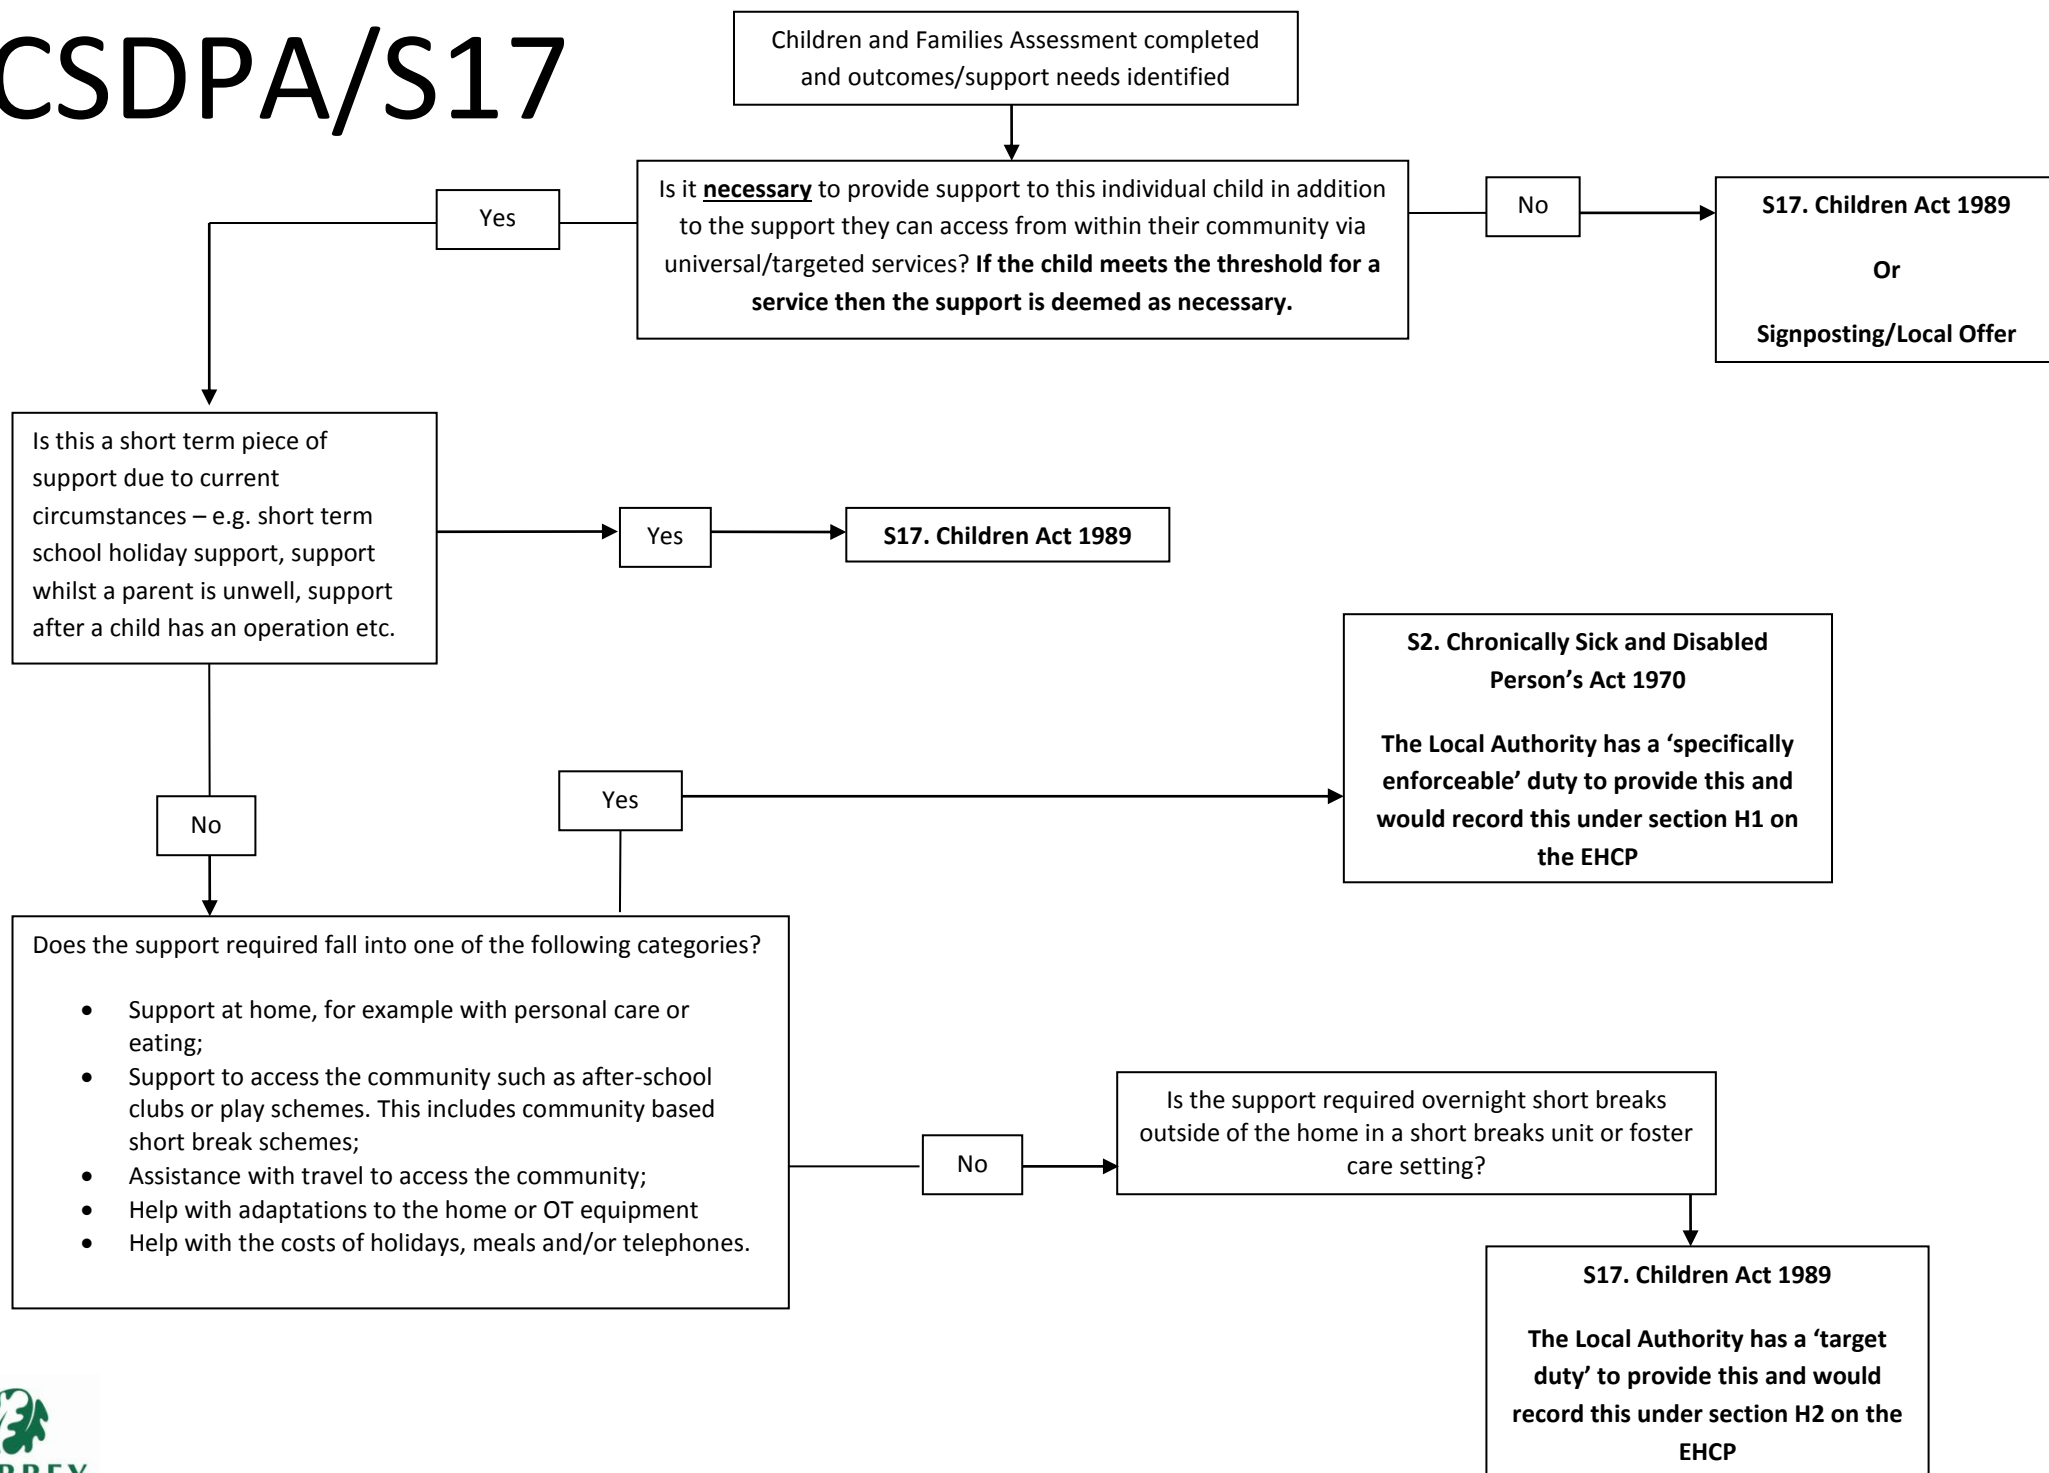 CSDPA/S17
Children and Families Assessment completed
and outcomes/support needs identified
Is it necessary to provide support to this individual child in addition
to the support they can access from within their community via
universal/targeted services? If the child meets the threshold for a
service then the support is deemed as necessary.
Yes
No
S17. Children Act 1989
Or
Signposting/Local Offer
Is this a short term piece of
support due to current
circumstances – e.g. short term
school holiday support, support
whilst a parent is unwell, support
after a child has an operation etc.
Yes
S17. Children Act 1989
No
Yes
S2. Chronically Sick and Disabled
Person’s Act 1970
The Local Authority has a ‘specifically
enforceable’ duty to provide this and
would record this under section H1 on
the EHCP
Does the support required fall into one of the following categories?
• Support at home, for example with personal care or
eating;
• Support to access the community such as after-school
clubs or play schemes. This includes community based
short break schemes;
• Assistance with travel to access the community;
• Help with adaptations to the home or OT equipment
• Help with the costs of holidays, meals and/or telephones.
No
Is the support required overnight short breaks
outside of the home in a short breaks unit or foster
care setting?
S17. Children Act 1989
The Local Authority has a ‘target
duty’ to provide this and would
record this under section H2 on the
EHCP